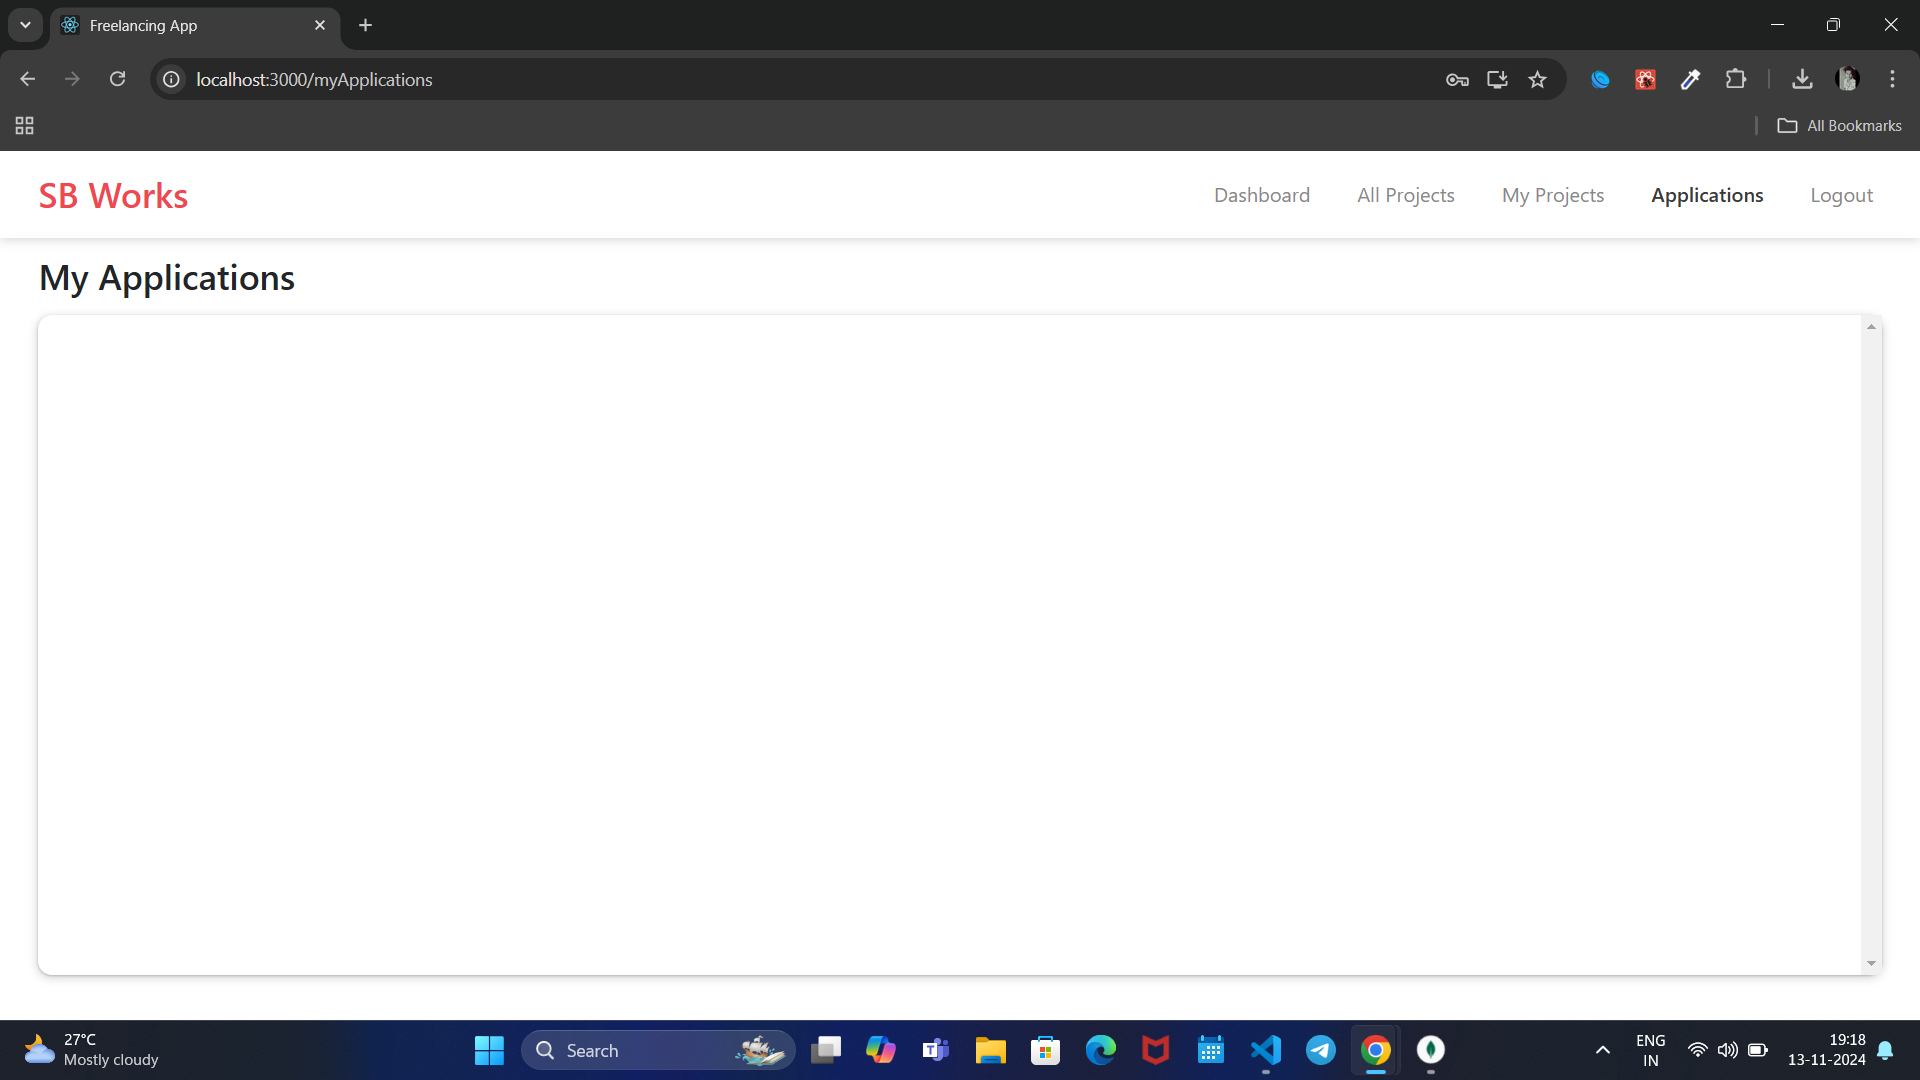 Freelancing App
localhost:3000/myApplications
All Bookmarks
SB Works
Dashboard
All Projects
My Projects
Applications
Logout
My Applications
27°C
Mostly cloudy
Search
ENG
IN
19:18
13-11-2024